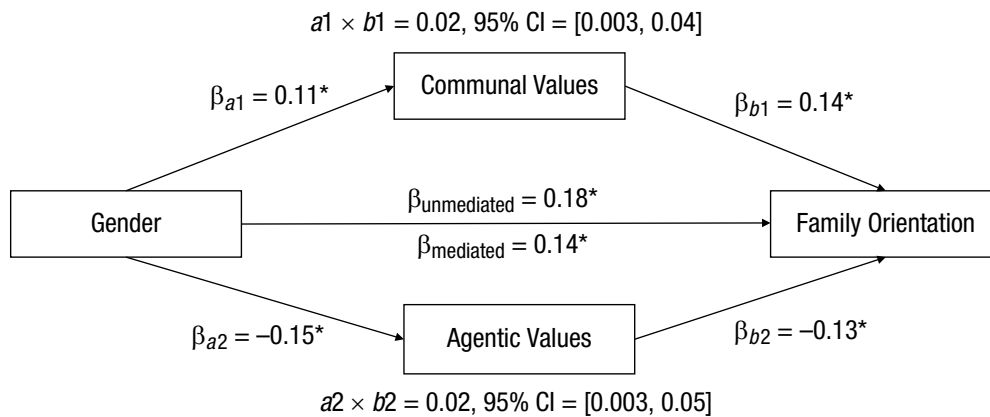 a1 × b1 = 0.02, 95% CI = [0.003, 0.04]
Communal Values
βa1 = 0.11*
βb1 = 0.14*
Gender
βunmediated = 0.18*
βmediated = 0.14*
Family Orientation
βa2 = –0.15*
Agentic Values
βb2 = –0.13*
a2 × b2 = 0.02, 95% CI = [0.003, 0.05]